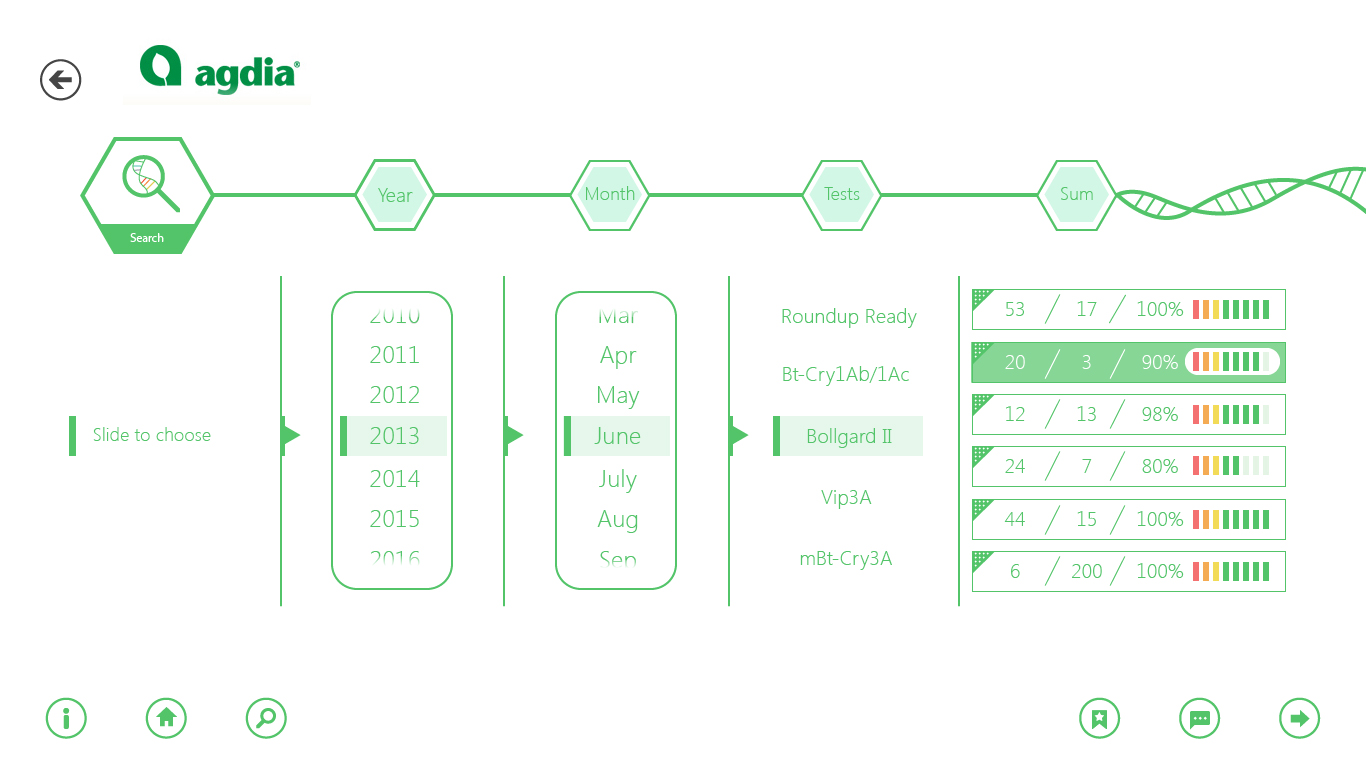 agdia®
Search
Year
Month
Tests
Sum
Slide to choose
2010
2011
2012
2013
2014
2015
2016
Mar
Apr
May
June
July
Aug
Sep
Roundup Ready
Bt-Cry1Ab/1Ac
Bollgard II
Vip3A
mBt-Cry3A
53 / 17 / 100%
20 / 3 / 90%
12 / 13 / 98%
24 / 7 / 80%
44 / 15 / 100%
6 / 200 / 100%